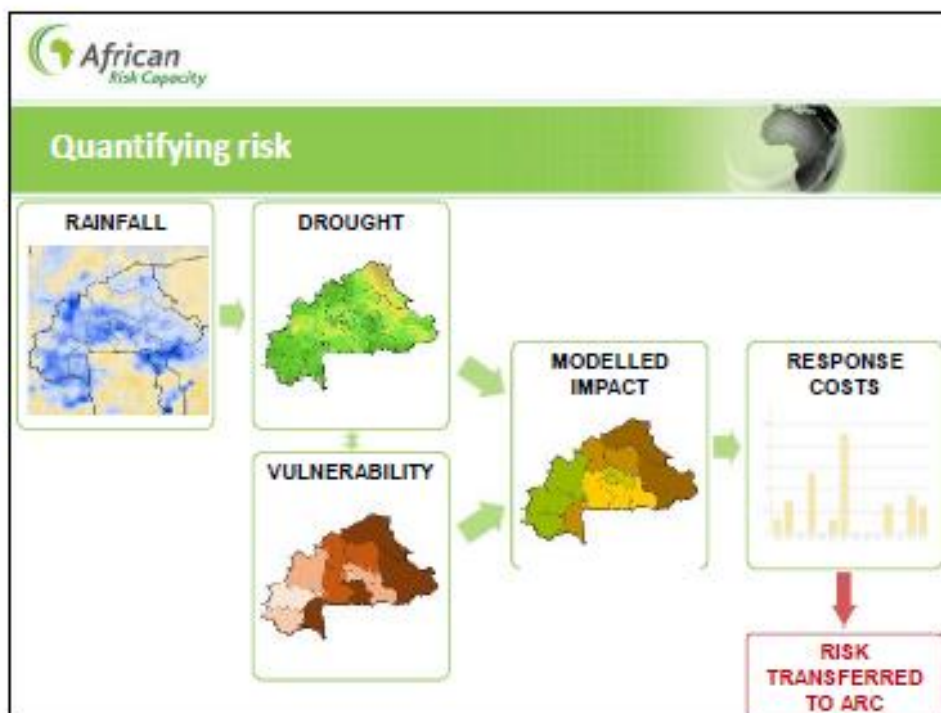 African
Risk Capacity
Quantifying risk
RAINFALL
DROUGHT
VULNERABILITY
MODELLED
IMPACT
RESPONSE
COSTS
RISK
TRANSFERRED
TO ARC